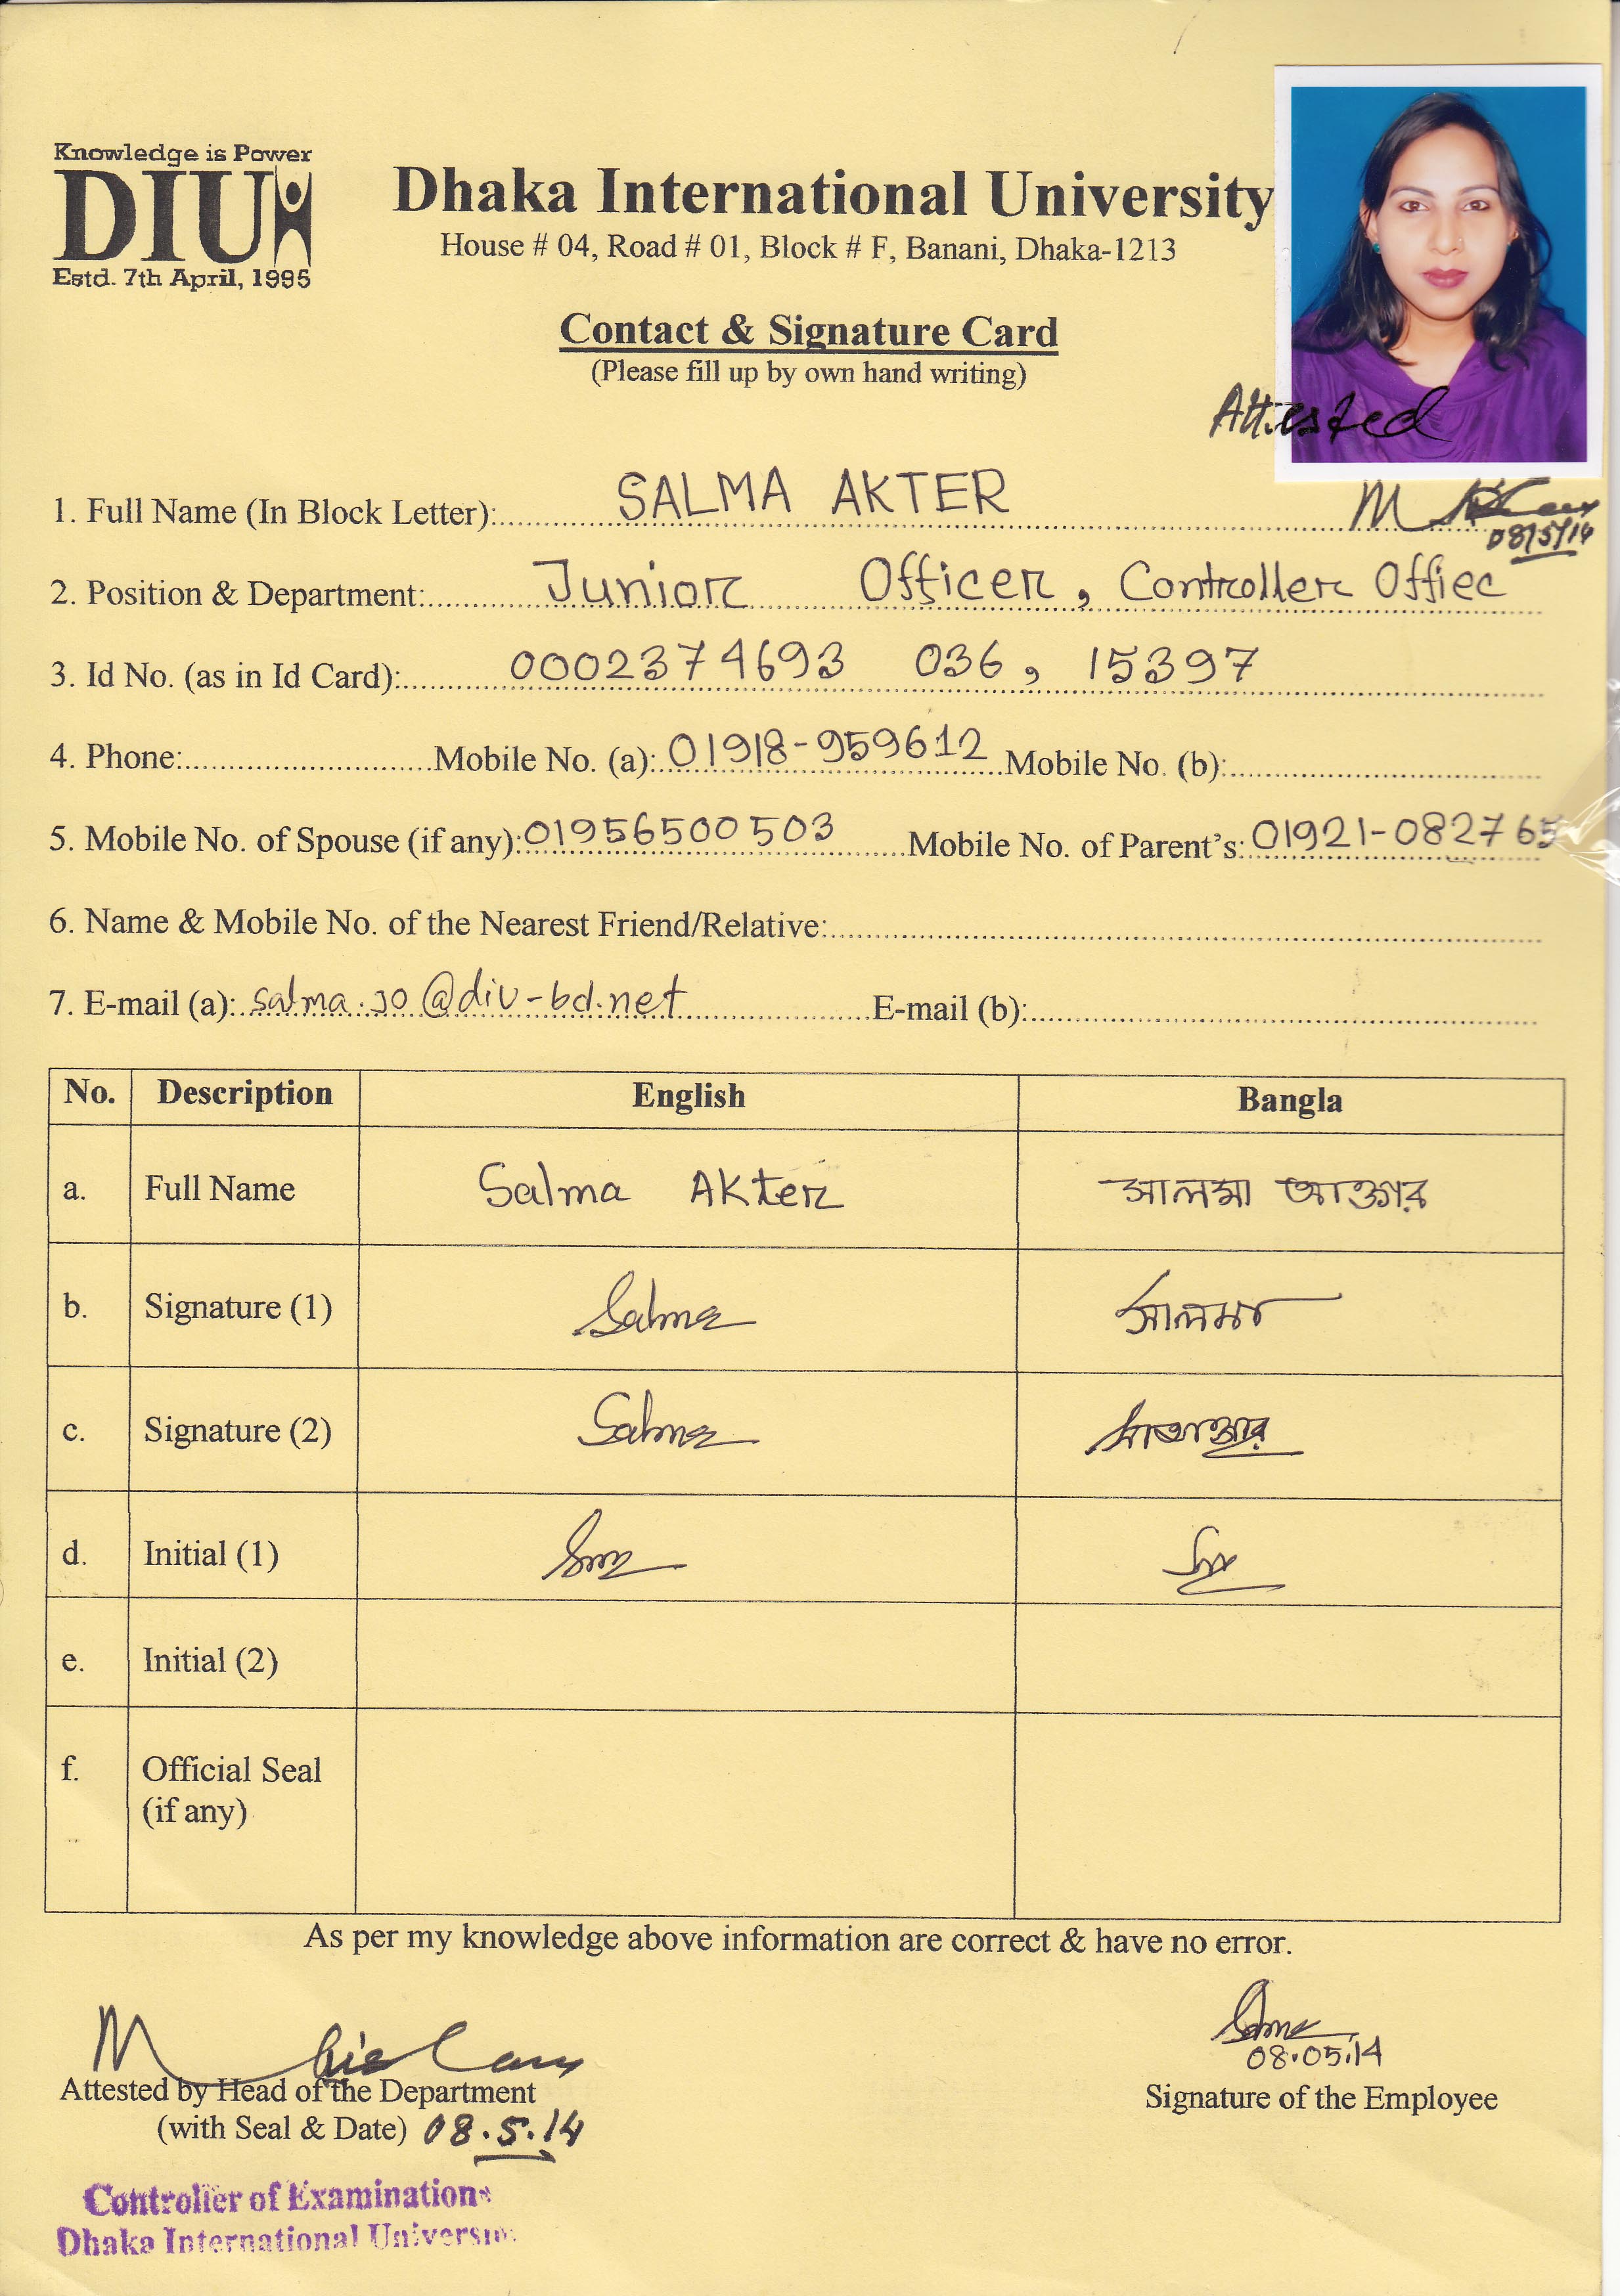 Knowledge is Power
DIU
Estd. 7th April, 1995
Dhaka International University
House # 04, Road # 01, Block # F, Banani, Dhaka-1213
Contact & Signature Card
(Please fill up by own hand writing)
Attested
08/5/14
1. Full Name (In Block Letter): SALMA AKTER
2. Position & Department: Junior Officer, Controller Offiec
3. Id No. (as in Id Card): 0002374693 036, 15397
4. Phone: Mobile No. (a): 01918-959612 Mobile No. (b):
5. Mobile No. of Spouse (if any): 01956500503 Mobile No. of Parent's: 01921-082765
6. Name & Mobile No. of the Nearest Friend/Relative:
7. E-mail (a): salma.jo@diu-bd.net E-mail (b):
No. Description English Bangla
a. Full Name Salma Akter সালমা আক্তার
b. Signature (1) Salma সালমা
c. Signature (2) Salma
d. Initial (1)
e. Initial (2)
f. Official Seal
(if any)
As per my knowledge above information are correct & have no error.
08.05.14
Attested by Head of the Department
Signature of the Employee
(with Seal & Date) 08.5.14
Controller of Examinations
Dhaka International University